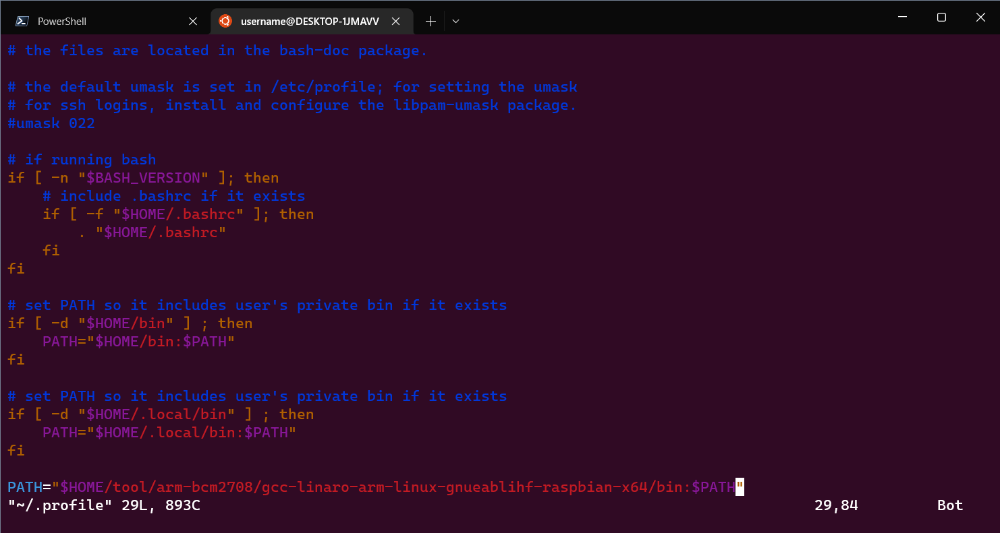 PowerShell
username@DESKTOP-1JMAVV
# the files are located in the bash-doc package.
# the default umask is set in /etc/profile; for setting the umask
# for ssh logins, install and configure the libpam-umask package.
#umask 022
# if running bash
if [ -n "$BASH_VERSION" ]; then
    # include .bashrc if it exists
    if [ -f "$HOME/.bashrc" ]; then
        . "$HOME/.bashrc"
    fi
fi
# set PATH so it includes user's private bin if it exists
if [ -d "$HOME/bin" ] ; then
    PATH="$HOME/bin:$PATH"
fi
# set PATH so it includes user's private bin if it exists
if [ -d "$HOME/.local/bin" ] ; then
    PATH="$HOME/.local/bin:$PATH"
fi
PATH="$HOME/tool/arm-bcm2708/gcc-linaro-arm-linux-gnueablihf-raspbian-x64/bin:$PATH"
"~/.profile" 29L, 893C 29,84 Bot